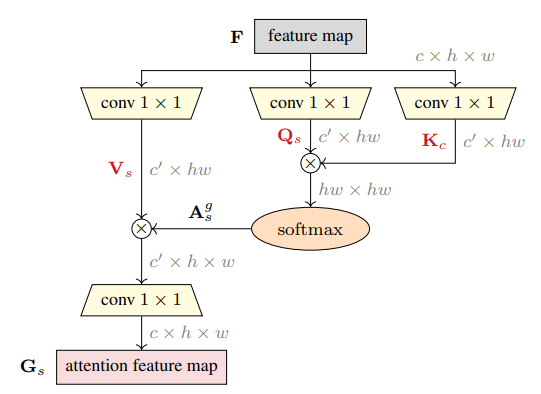 F feature map
c × h × w
conv 1 × 1 conv 1 × 1 conv 1 × 1
Q_s c′ × hw K_c c′ × hw
V_s c′ × hw × hw × hw
A_s^g
× softmax
c′ × h × w
conv 1 × 1
c × h × w
G_s attention feature map